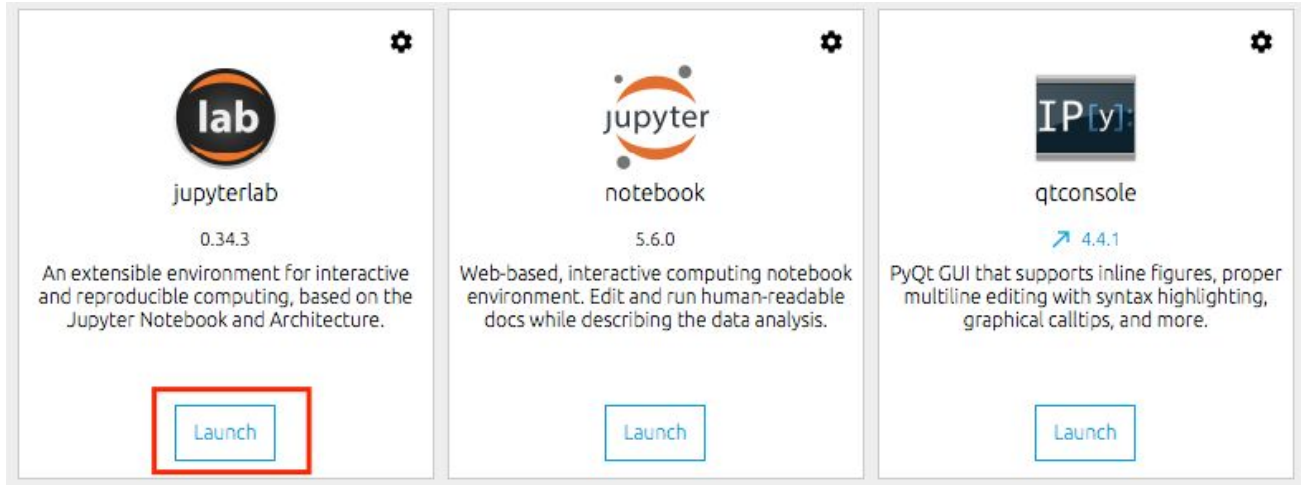 lab
jupyterlab
0.34.3
An extensible environment for interactive
and reproducible computing, based on the
Jupyter Notebook and Architecture.
Launch
jupyter
notebook
5.6.0
Web-based, interactive computing notebook
environment. Edit and run human-readable
docs while describing the data analysis.
Launch
IP[y]:
qtconsole
4.4.1
PyQt GUI that supports inline figures, proper
multiline editing with syntax highlighting,
graphical calltips, and more.
Launch